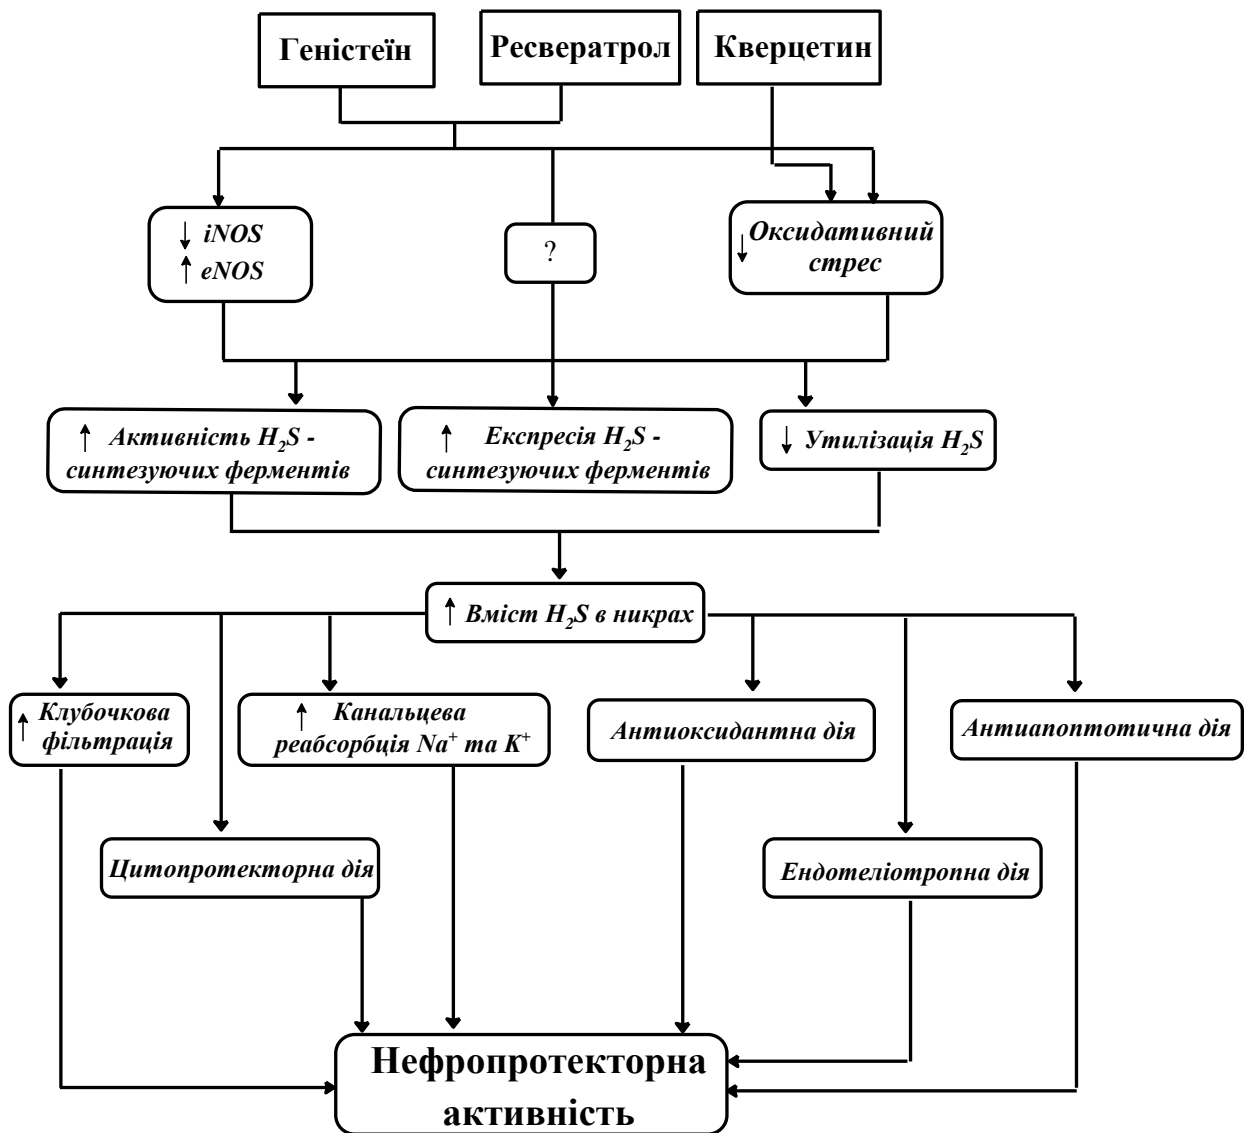 Геністеїн
Ресвератрол
Кверцетин
↓ iNOS
↑ eNOS
?
↓ Оксидативний
стрес
↑ Активність H₂S -
синтезуючих ферментів
↑ Експресія H₂S -
синтезуючих ферментів
↓ Утилізація H₂S
↑ Вміст H₂S в никрах
↑ Клубочкова
фільтрація
↑ Канальцева
реабсорбція Na⁺ та K⁺
Антиоксидантна дія
Антиапоптотична дія
Цитопротекторна дія
Ендотеліотропна дія
Нефропротекторна
активність